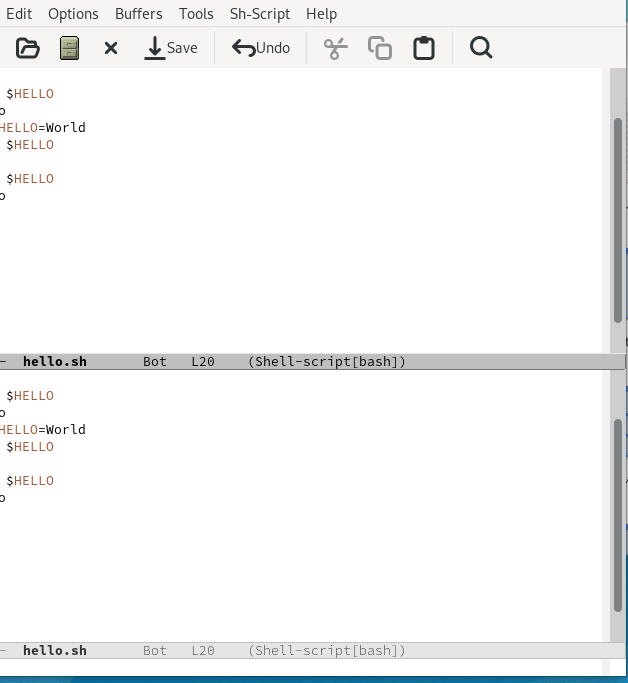 Edit Options Buffers Tools Sh-Script Help
Save Undo
$HELLO
o
HELLO=World
$HELLO
$HELLO
o
- hello.sh Bot L20 (Shell-script[bash])
$HELLO
o
HELLO=World
$HELLO
$HELLO
o
- hello.sh Bot L20 (Shell-script[bash])